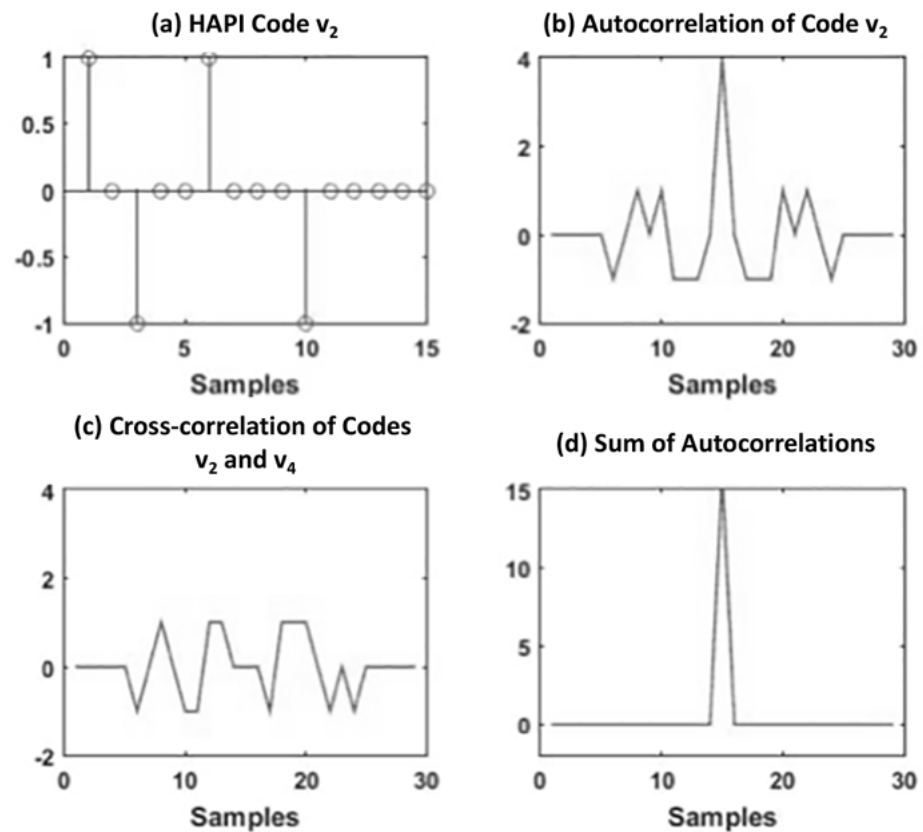 (a) HAPI Code v₂
1
0.5
0
-0.5
-1
0 5 10 15
Samples
(b) Autocorrelation of Code v₂
4
2
0
-2
0 10 20 30
Samples
(c) Cross-correlation of Codes
v₂ and v₄
4
2
0
-2
0 10 20 30
Samples
(d) Sum of Autocorrelations
15
10
5
0
0 10 20 30
Samples